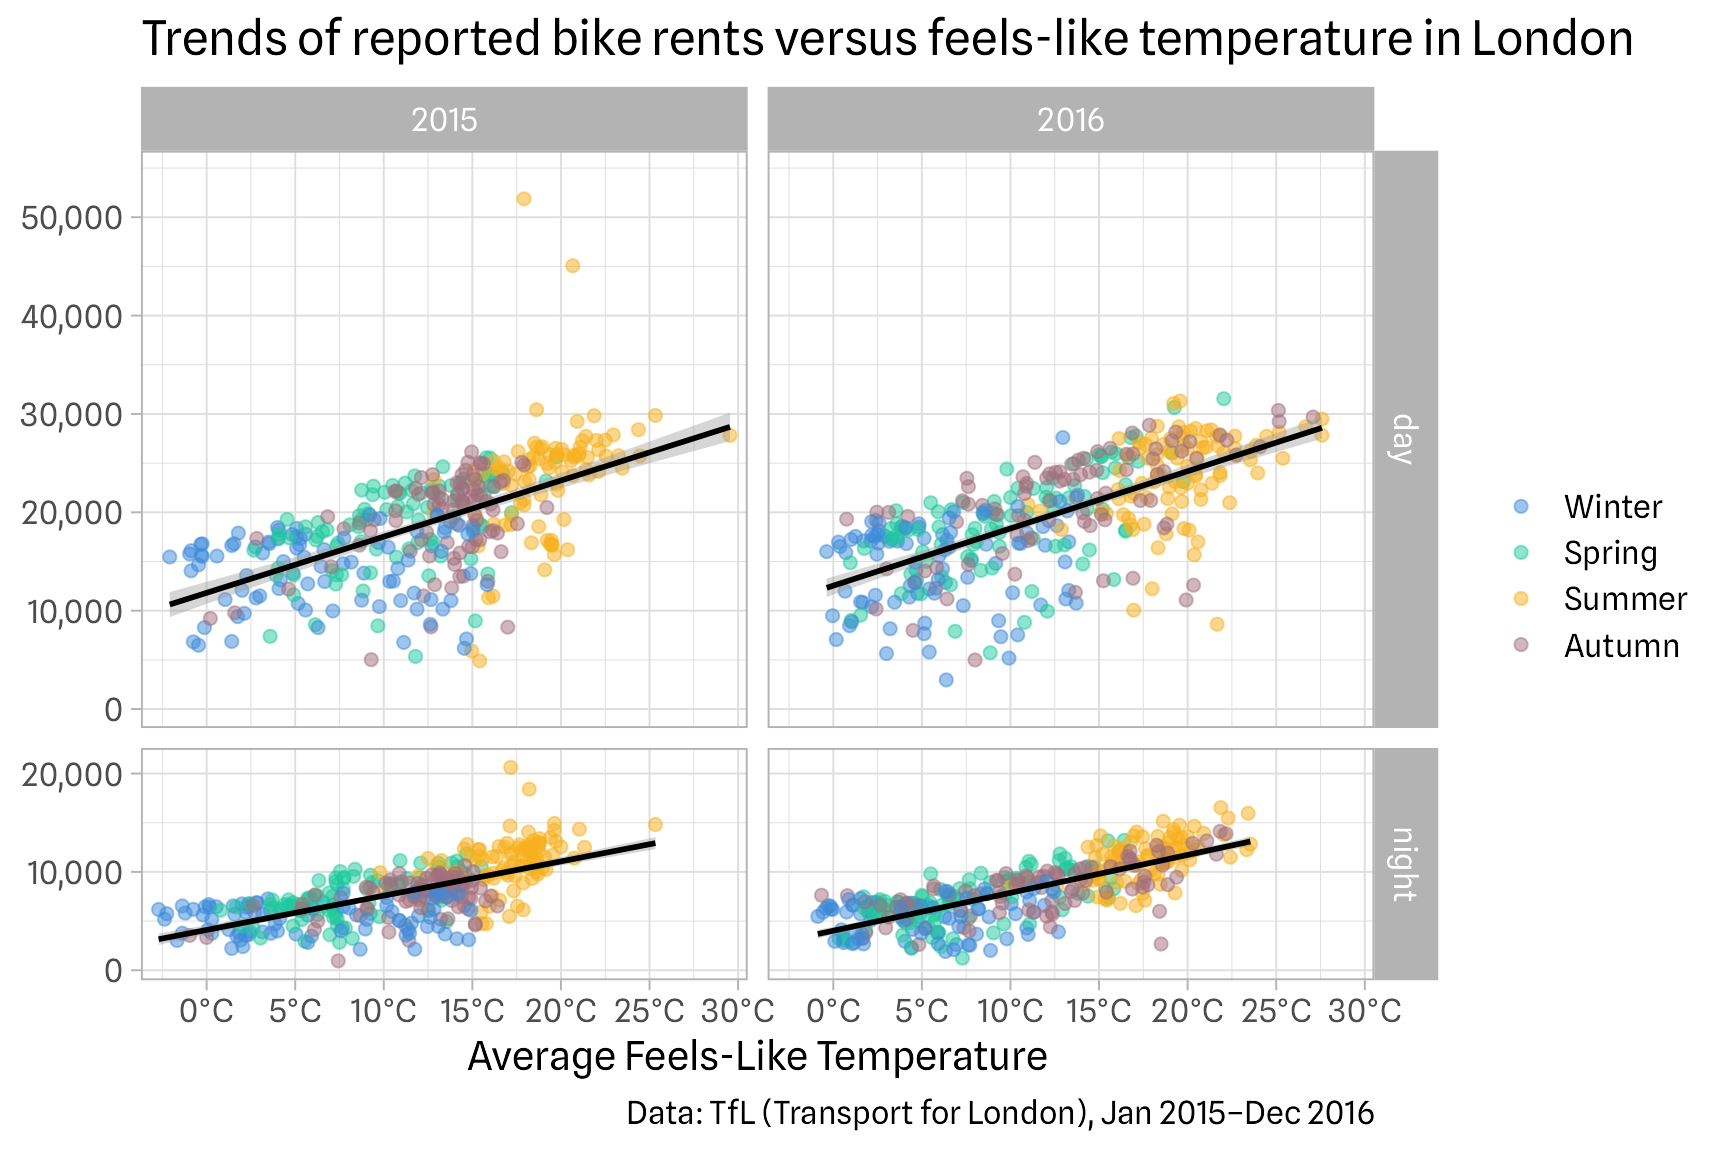 Trends of reported bike rents versus feels-like temperature in London
2015
2016
50,000
40,000
30,000
20,000
10,000
0
day
20,000
10,000
0
night
0°C 5°C 10°C 15°C 20°C 25°C 30°C
0°C 5°C 10°C 15°C 20°C 25°C 30°C
Average Feels-Like Temperature
Winter
Spring
Summer
Autumn
Data: TfL (Transport for London), Jan 2015–Dec 2016